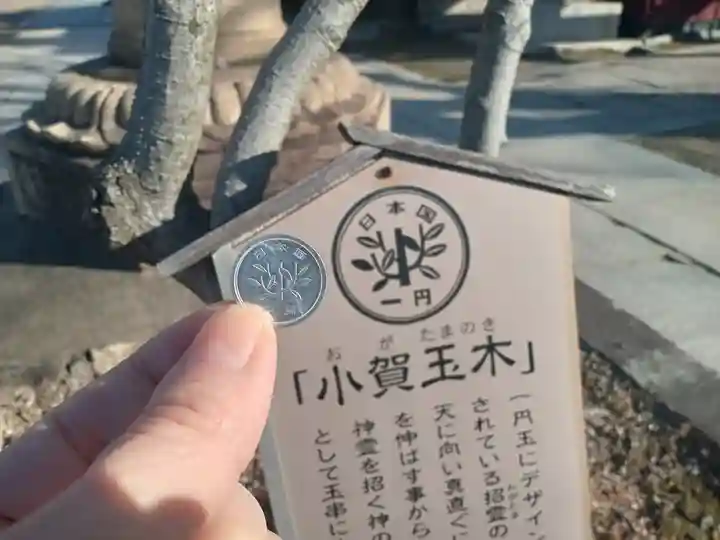 日本国
一円
日本国
おがたまのき
「小賀玉木」
一円玉にデザイン
されている招霊の
天に向い真直ぐに
を伸ばす事から
神霊を招く神の
として玉串に